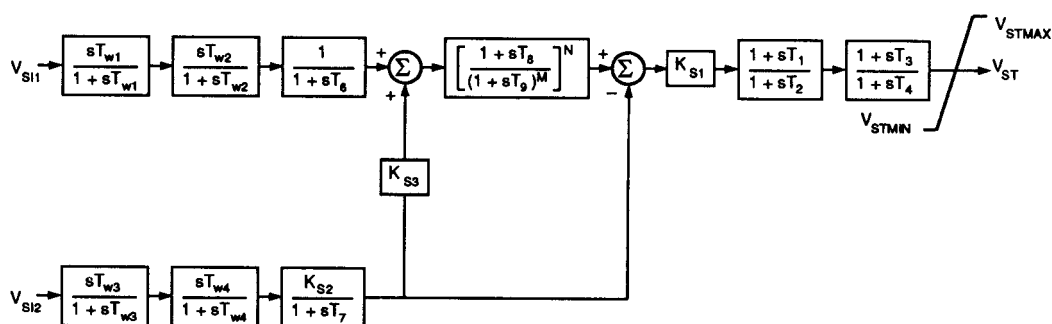 V_SI1
sT_w1 / 1 + sT_w1
sT_w2 / 1 + sT_w2
1 / 1 + sT_6
+
Σ
+
[ 1 + sT_8 / (1 + sT_9)^M ]^N
+
Σ
−
K_S1
1 + sT_1 / 1 + sT_2
1 + sT_3 / 1 + sT_4
V_STMAX
V_ST
V_STMIN
K_S3
V_SI2
sT_w3 / 1 + sT_w3
sT_w4 / 1 + sT_w4
K_S2 / 1 + sT_7